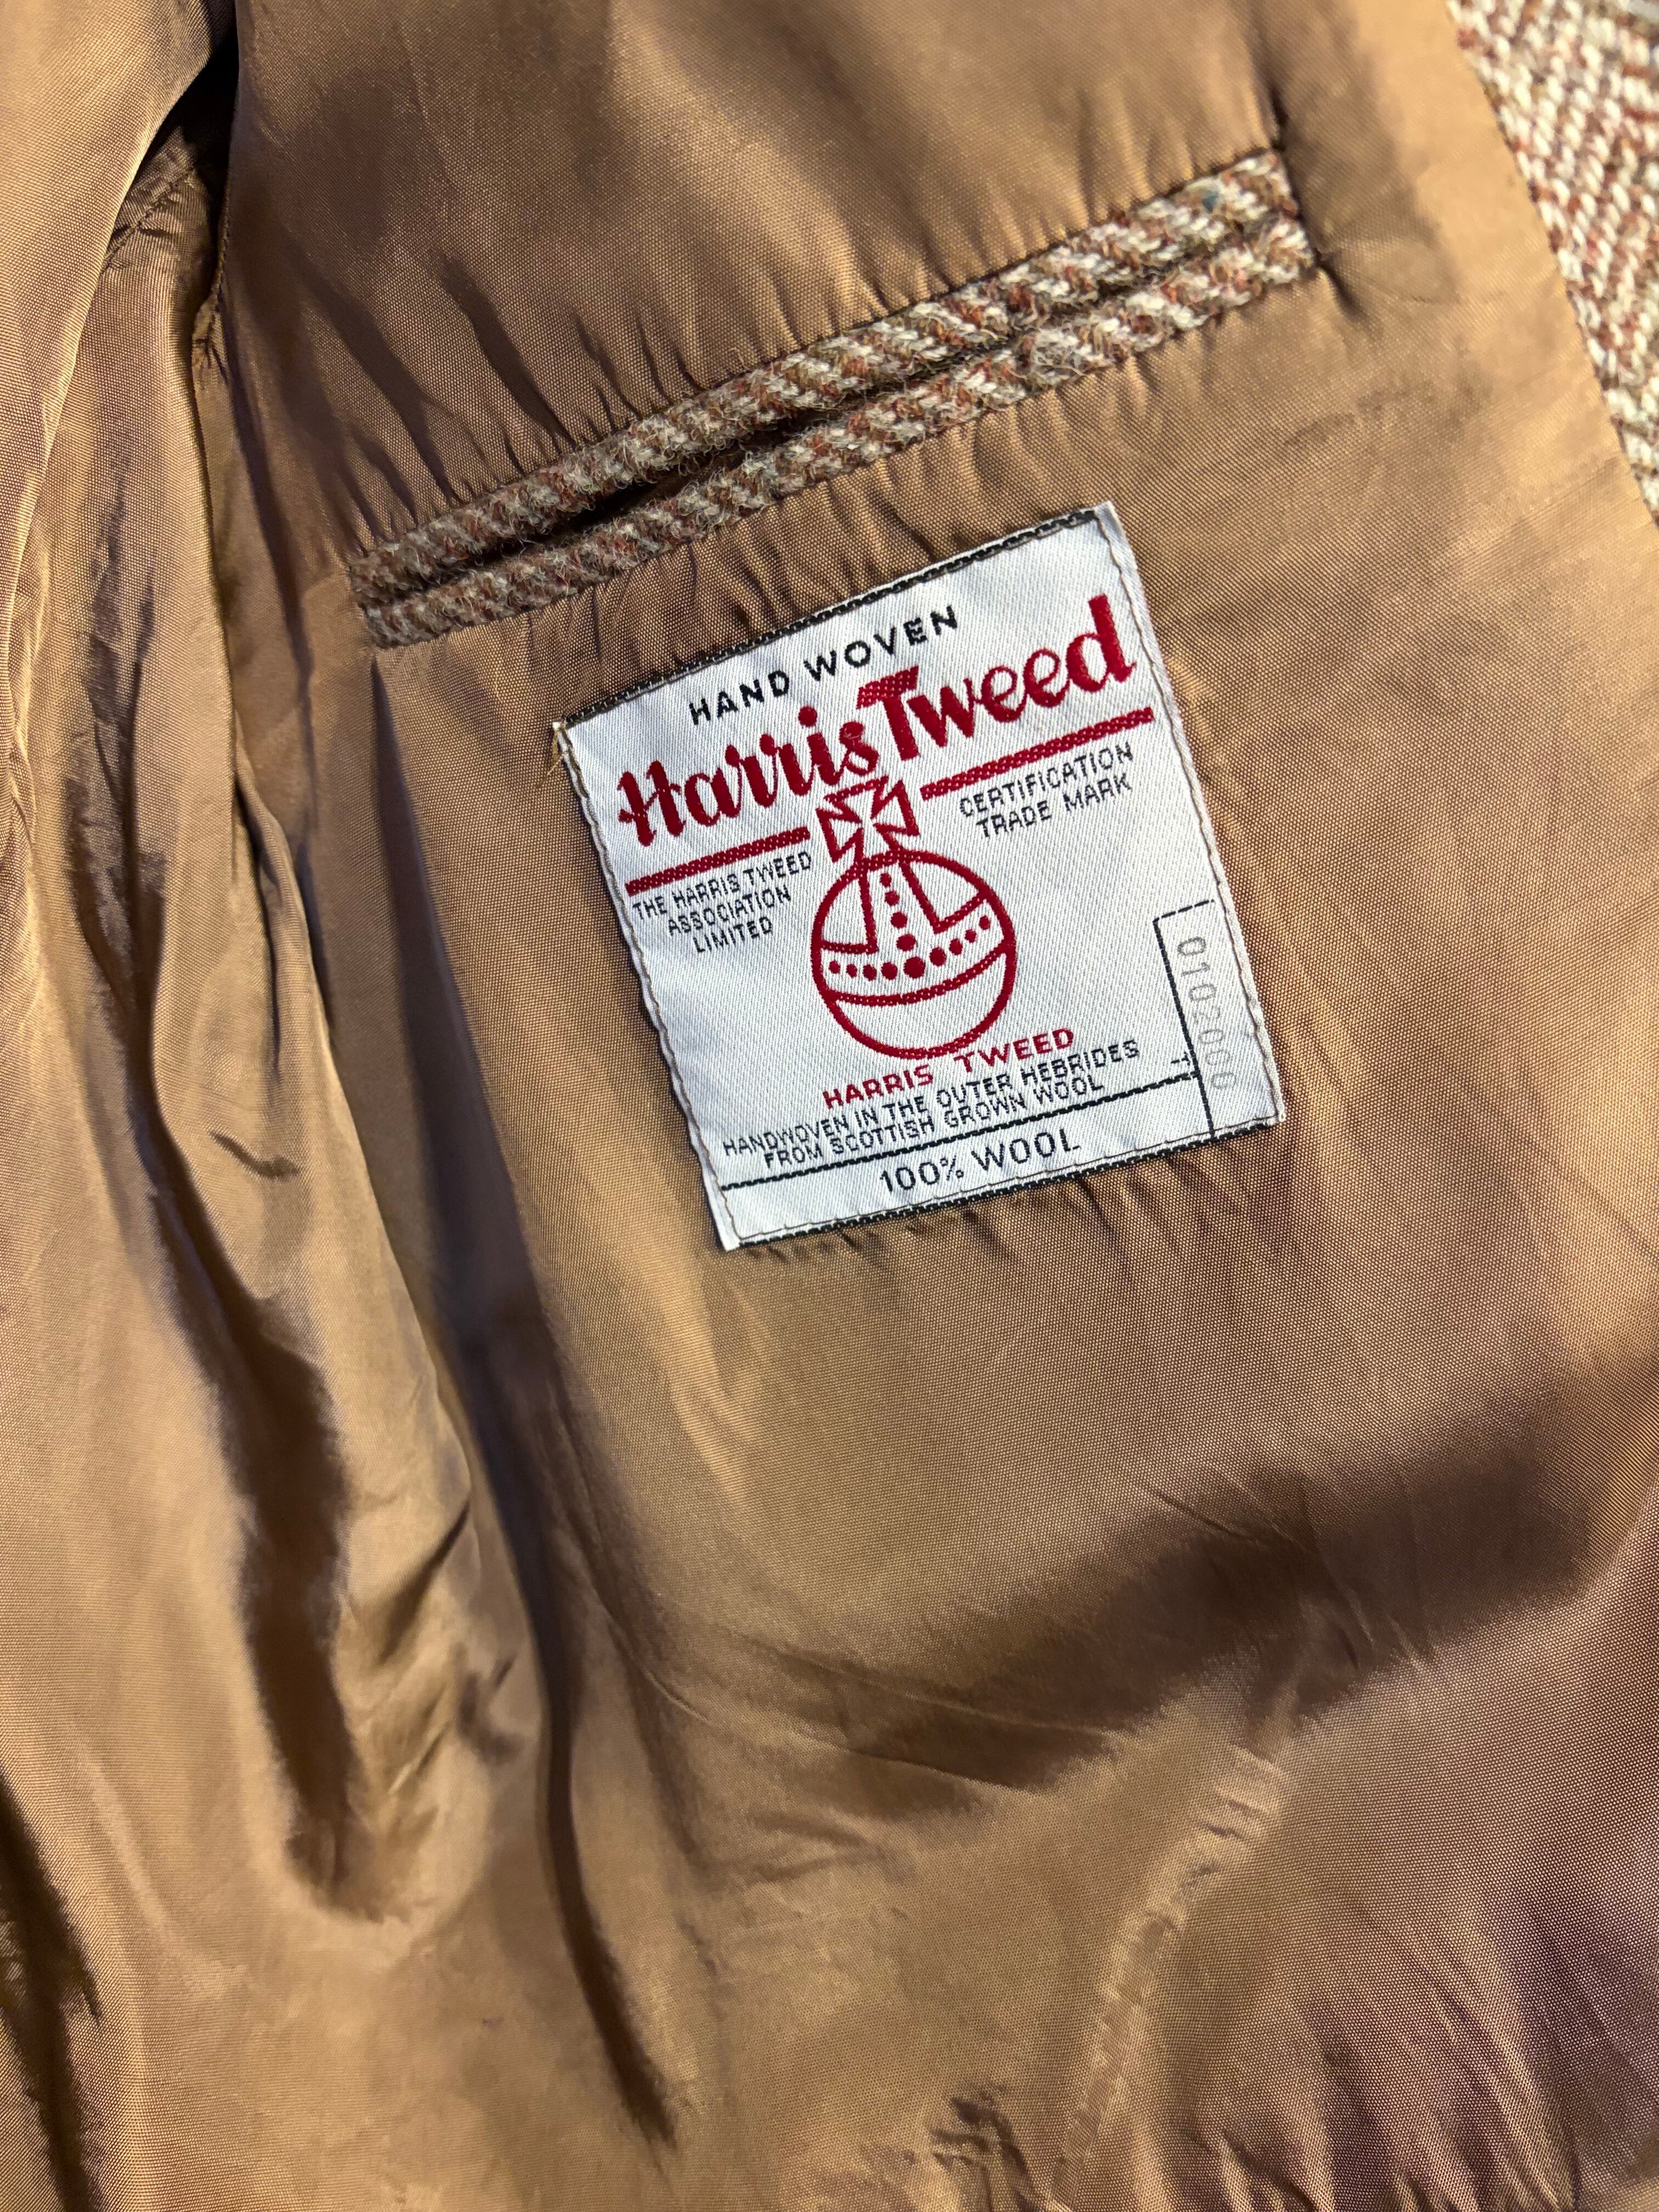 HAND WOVEN
Harris Tweed
THE HARRIS TWEED
ASSOCIATION
LIMITED
CERTIFICATION
TRADE MARK
HARRIS TWEED
HANDWOVEN IN THE OUTER HEBRIDES
FROM SCOTTISH GROWN WOOL
100% WOOL